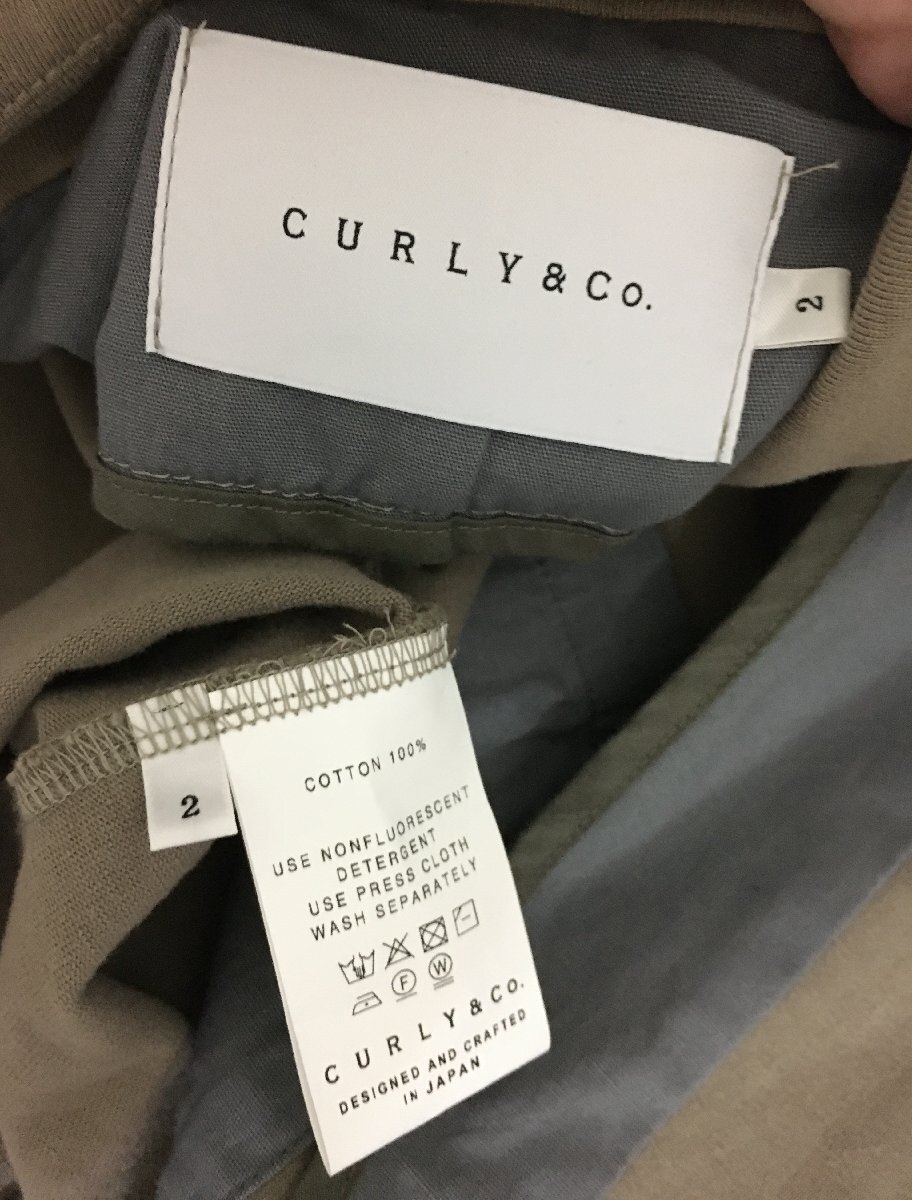 CURLY&Co.
2
COTTON 100%
2
USE NONFLUORESCENT
DETERGENT
USE PRESS CLOTH
WASH SEPARATELY
F W
CURLY&Co.
DESIGNED AND CRAFTED
IN JAPAN